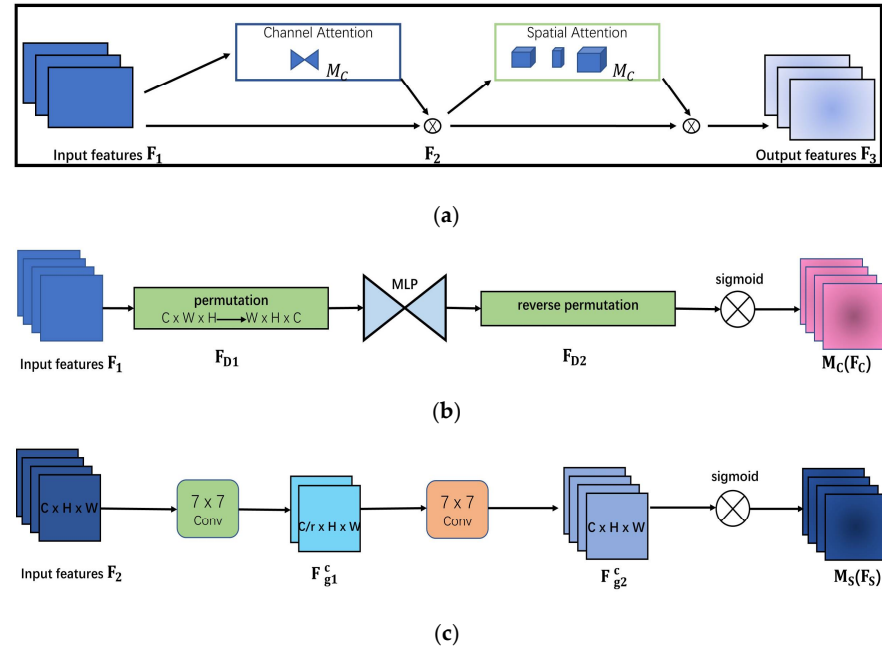 Channel Attention
M_C
Spatial Attention
M_C
Input features F_1
F_2
Output features F_3
(a)
permutation
C x W x H W x H x C
MLP
reverse permutation
sigmoid
Input features F_1
F_D1
F_D2
M_C(F_C)
(b)
C x H x W
7 x 7
Conv
C/r x H x W
7 x 7
Conv
C x H x W
sigmoid
Input features F_2
F^c_g1
F^c_g2
M_S(F_S)
(c)